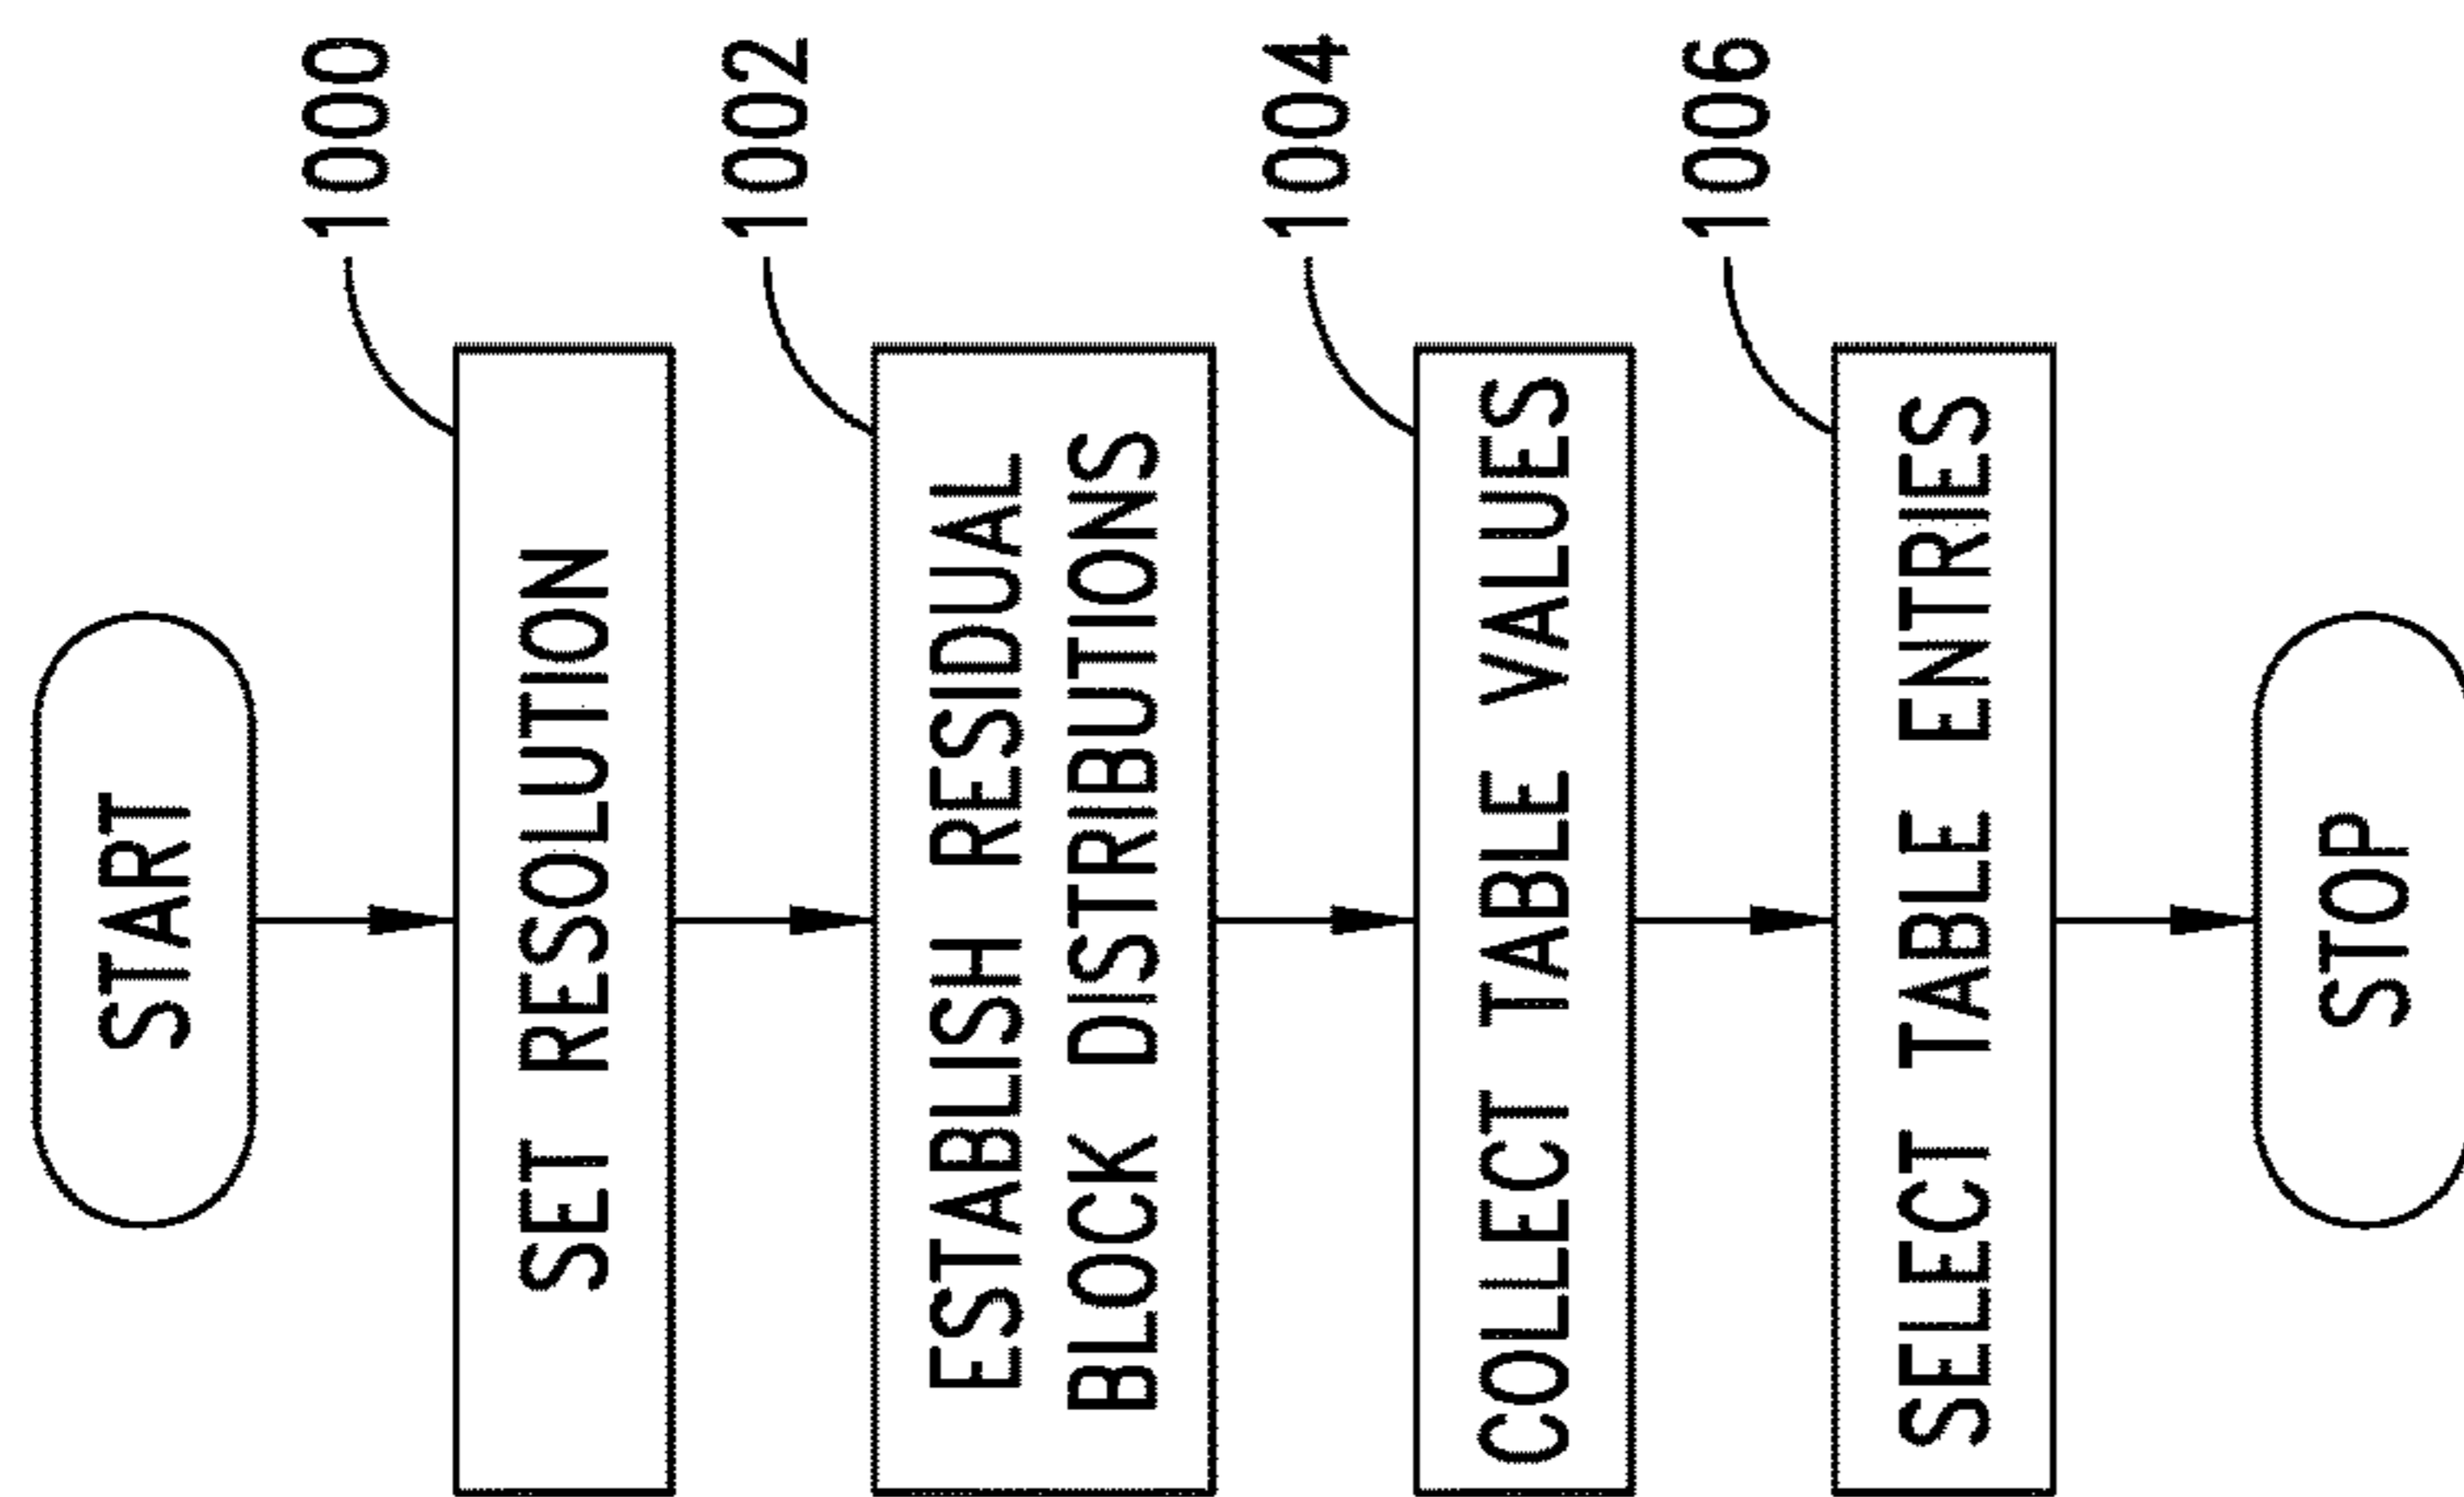 START
1000
SET RESOLUTION
1002
ESTABLISH RESIDUAL
BLOCK DISTRIBUTIONS
1004
COLLECT TABLE VALUES
1006
SELECT TABLE ENTRIES
STOP